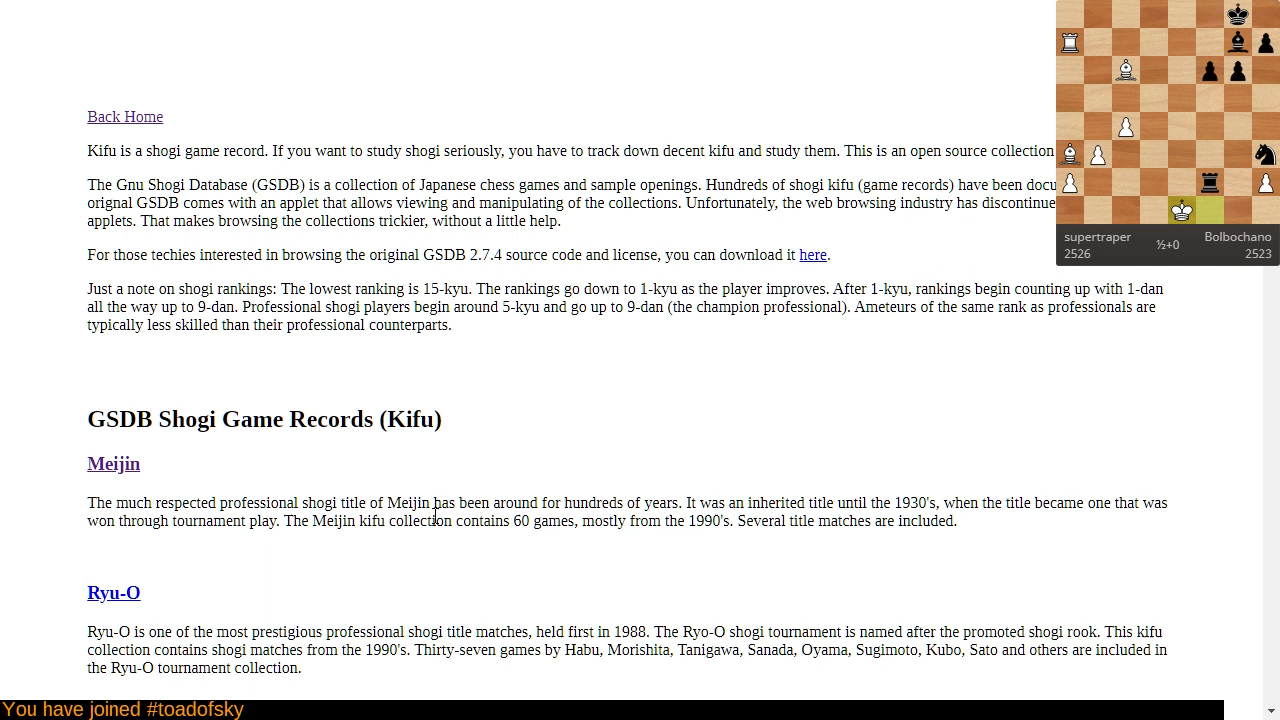 Back Home
Kifu is a shogi game record. If you want to study shogi seriously, you have to track down decent kifu and study them. This is an open source collection
The Gnu Shogi Database (GSDB) is a collection of Japanese chess games and sample openings. Hundreds of shogi kifu (game records) have been docu
orignal GSDB comes with an applet that allows viewing and manipulating of the collections. Unfortunately, the web browsing industry has discontinue
applets. That makes browsing the collections trickier, without a little help.
For those techies interested in browsing the original GSDB 2.7.4 source code and license, you can download it here.
Just a note on shogi rankings: The lowest ranking is 15-kyu. The rankings go down to 1-kyu as the player improves. After 1-kyu, rankings begin counting up with 1-dan
all the way up to 9-dan. Professional shogi players begin around 5-kyu and go up to 9-dan (the champion professional). Ameteurs of the same rank as professionals are
typically less skilled than their professional counterparts.
supertraper
2526
½+0
Bolbochano
2523
GSDB Shogi Game Records (Kifu)
Meijin
The much respected professional shogi title of Meijin has been around for hundreds of years. It was an inherited title until the 1930's, when the title became one that was
won through tournament play. The Meijin kifu collection contains 60 games, mostly from the 1990's. Several title matches are included.
Ryu-O
Ryu-O is one of the most prestigious professional shogi title matches, held first in 1988. The Ryo-O shogi tournament is named after the promoted shogi rook. This kifu
collection contains shogi matches from the 1990's. Thirty-seven games by Habu, Morishita, Tanigawa, Sanada, Oyama, Sugimoto, Kubo, Sato and others are included in
the Ryu-O tournament collection.
You have joined #toadofsky